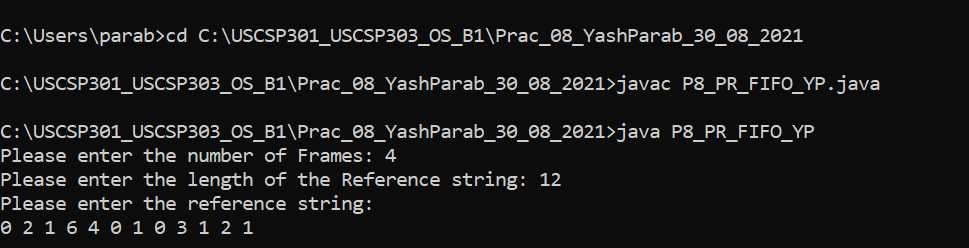 C:\Users\parab>cd C:\USCSP301_USCSP303_OS_B1\Prac_08_YashParab_30_08_2021
C:\USCSP301_USCSP303_OS_B1\Prac_08_YashParab_30_08_2021>javac P8_PR_FIFO_YP.java
C:\USCSP301_USCSP303_OS_B1\Prac_08_YashParab_30_08_2021>java P8_PR_FIFO_YP
Please enter the number of Frames: 4
Please enter the length of the Reference string: 12
Please enter the reference string:
0 2 1 6 4 0 1 0 3 1 2 1